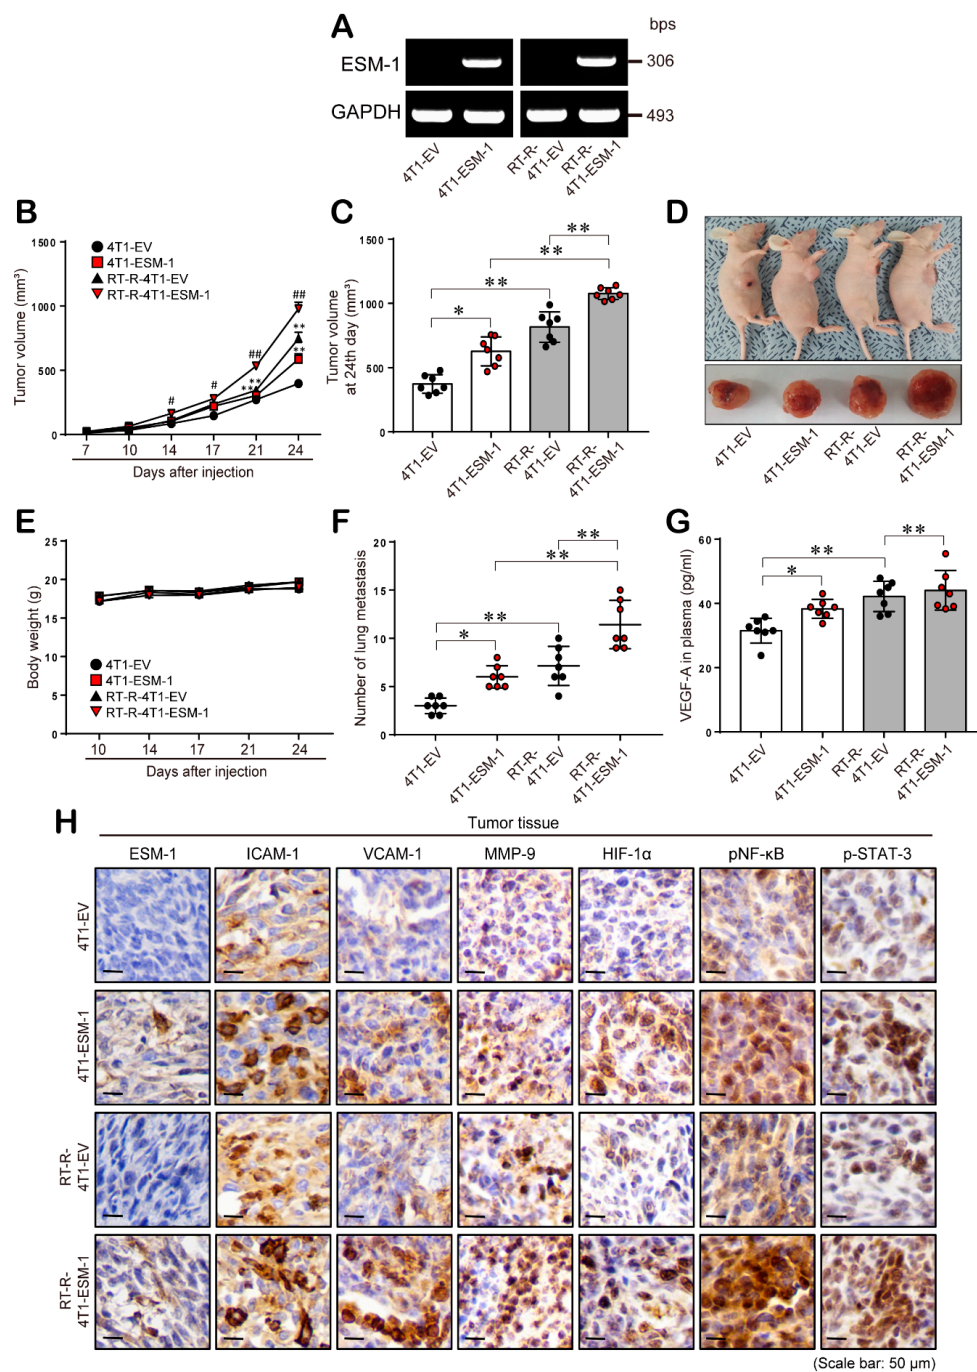 A
bps
ESM-1
306
GAPDH
493
4T1-EV
4T1-ESM-1
RT-R-
4T1-EV
RT-R-
4T1-ESM-1
B
4T1-EV
4T1-ESM-1
RT-R-4T1-EV
RT-R-4T1-ESM-1
Tumor volume (mm³)
1500
1000
500
0
#
#
**
**
##
**
**
##
7
10
14
17
21
24
Days after injection
C
Tumor volume
at 24th day (mm³)
1500
1000
500
0
*
**
**
**
4T1-EV
4T1-ESM-1
RT-R-
4T1-EV
RT-R-
4T1-ESM-1
D
4T1-EV
4T1-ESM-1
RT-R-
4T1-EV
RT-R-
4T1-ESM-1
E
Body weight (g)
25
20
15
10
5
0
4T1-EV
4T1-ESM-1
RT-R-4T1-EV
RT-R-4T1-ESM-1
10
14
17
21
24
Days after injection
F
Number of lung metastasis
20
15
10
5
0
*
**
**
**
4T1-EV
4T1-ESM-1
RT-R-
4T1-EV
RT-R-
4T1-ESM-1
G
VEGF-A in plasma (pg/ml)
60
40
20
0
*
**
**
4T1-EV
4T1-ESM-1
RT-R-
4T1-EV
RT-R-
4T1-ESM-1
H
Tumor tissue
ESM-1
ICAM-1
VCAM-1
MMP-9
HIF-1α
pNF-κB
p-STAT-3
4T1-EV
4T1-ESM-1
RT-R-
4T1-EV
RT-R-
4T1-ESM-1
(Scale bar: 50 μm)